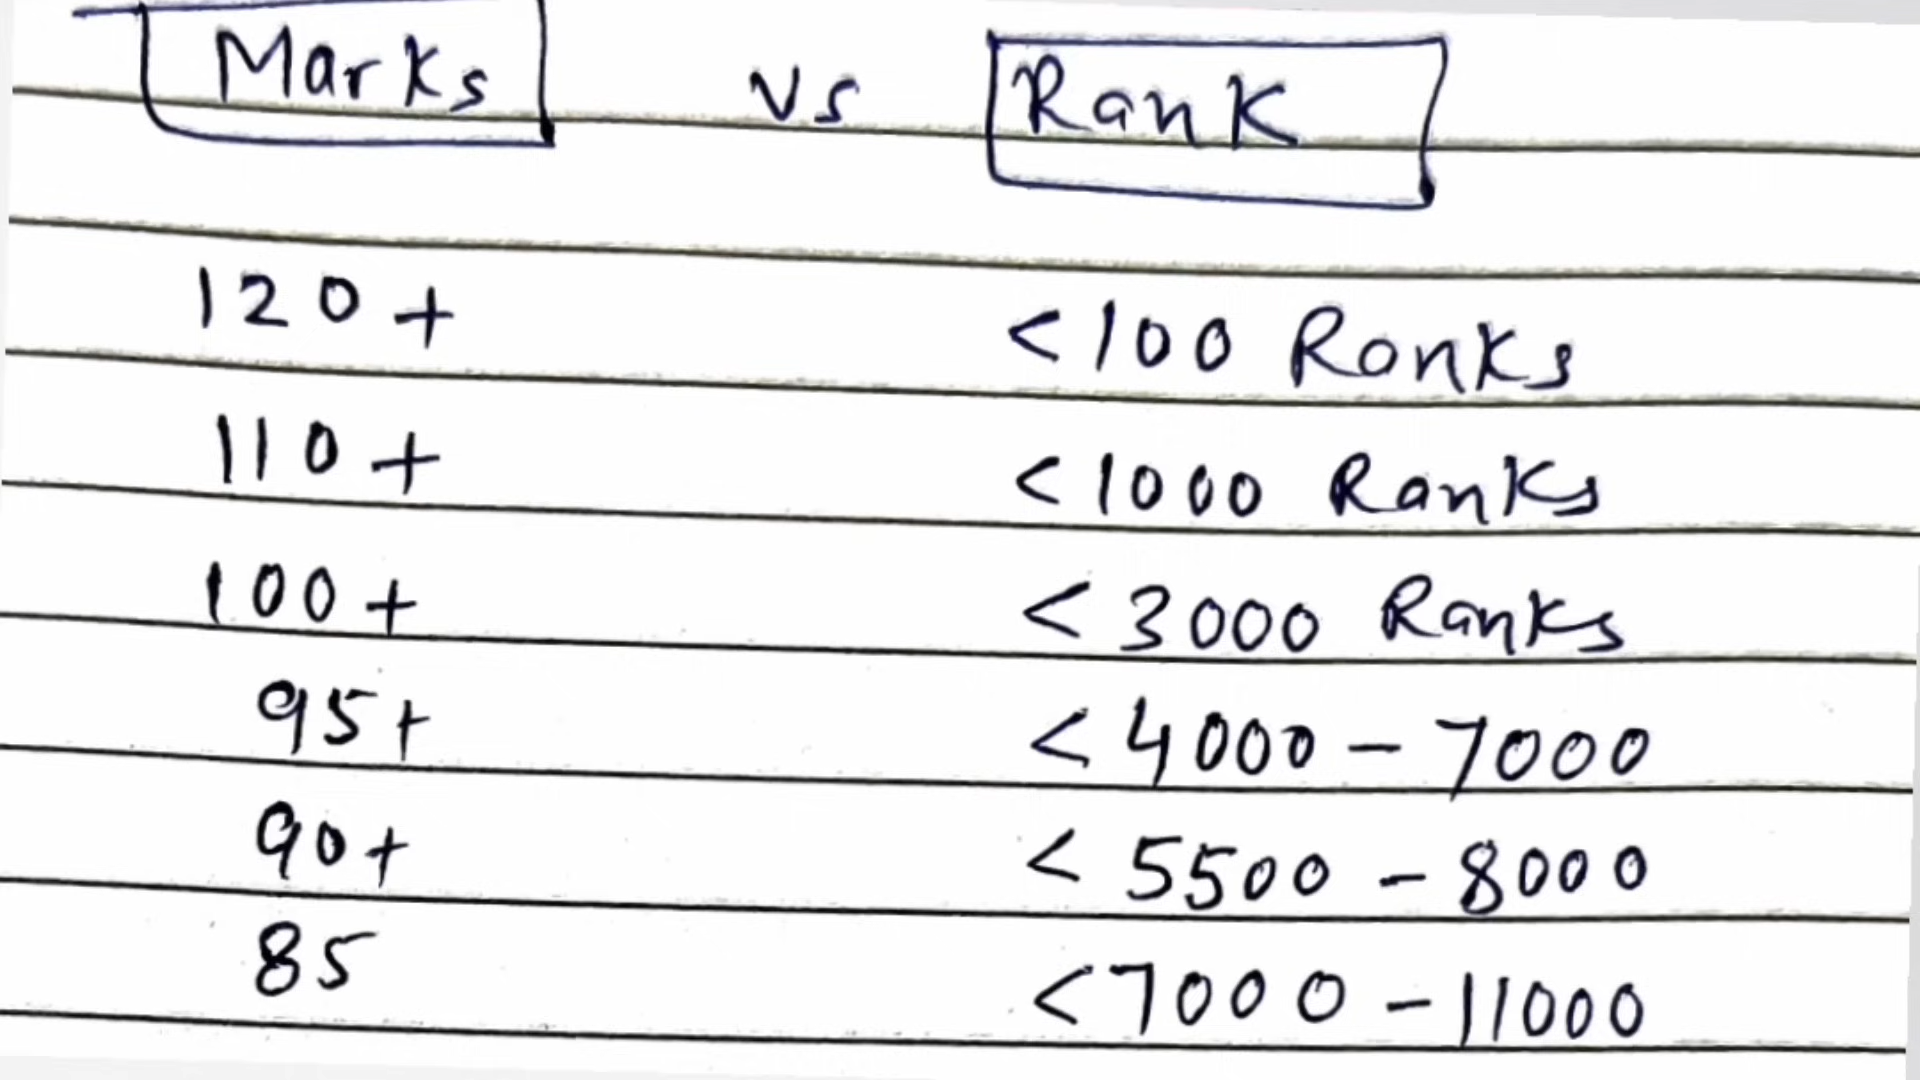 Marks vs Rank
120+ <100 Ranks
110+ <1000 Ranks
100+ <3000 Ranks
95+ <4000-7000
90+ <5500-8000
85 <7000-11000